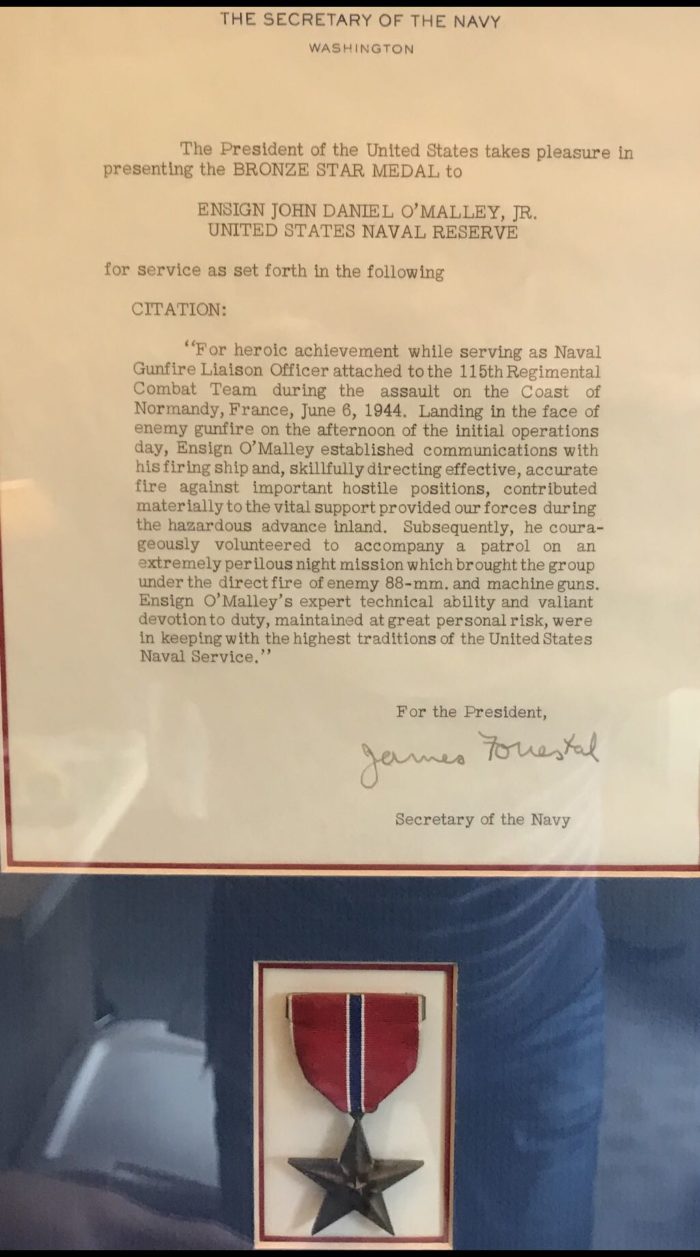 THE SECRETARY OF THE NAVY
WASHINGTON
The President of the United States takes pleasure in
presenting the BRONZE STAR MEDAL to
ENSIGN JOHN DANIEL O'MALLEY, JR.
UNITED STATES NAVAL RESERVE
for service as set forth in the following
CITATION:
"For heroic achievement while serving as Naval
Gunfire Liaison Officer attached to the 115th Regimental
Combat Team during the assault on the Coast of
Normandy, France, June 6, 1944. Landing in the face of
enemy gunfire on the afternoon of the initial operations
day, Ensign O'Malley established communications with
his firing ship and, skillfully directing effective, accurate
fire against important hostile positions, contributed
materially to the vital support provided our forces during
the hazardous advance inland. Subsequently, he coura-
geously volunteered to accompany a patrol on an
extremely perilous night mission which brought the group
under the direct fire of enemy 88-mm. and machine guns.
Ensign O'Malley's expert technical ability and valiant
devotion to duty, maintained at great personal risk, were
in keeping with the highest traditions of the United States
Naval Service."
For the President,
James Forrestal
Secretary of the Navy